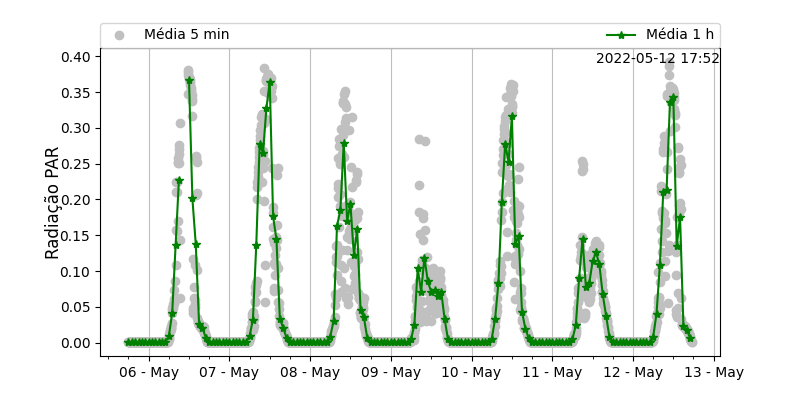 Média 5 min
Média 1 h
2022-05-12 17:52
0.40
0.35
0.30
0.25
0.20
0.15
0.10
0.05
0.00
Radiação PAR
06 - May
07 - May
08 - May
09 - May
10 - May
11 - May
12 - May
13 - May